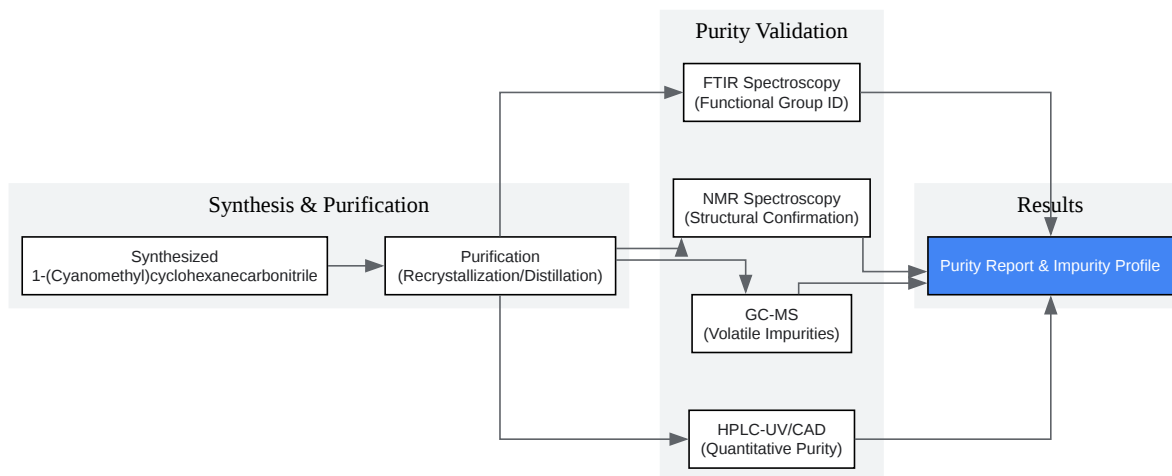 Purity Validation
FTIR Spectroscopy
(Functional Group ID)
Synthesis & Purification
NMR Spectroscopy
(Structural Confirmation)
Results
Synthesized
1-(Cyanomethyl)cyclohexanecarbonitrile
Purification
(Recrystallization/Distillation)
Purity Report & Impurity Profile
GC-MS
(Volatile Impurities)
HPLC-UV/CAD
(Quantitative Purity)